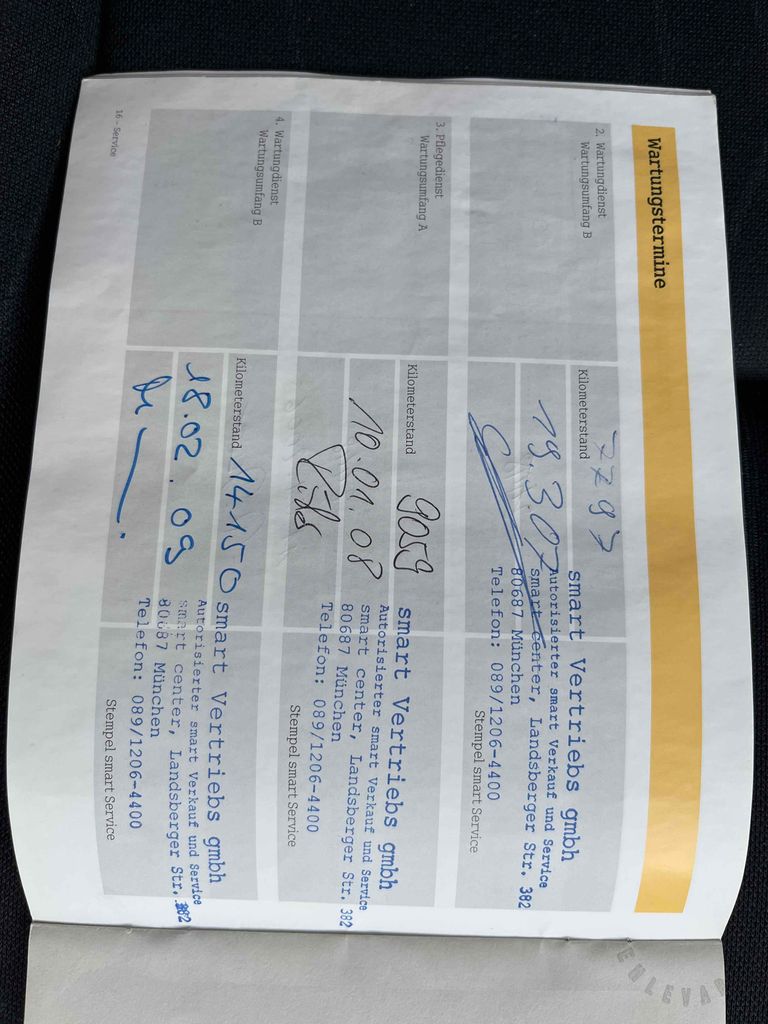 Wartungstermine
2. Wartungdienst
Wartungsumfang B
Kilometerstand 7797
19.3.07
smart Vertriebs gmbh
Autorisierter smart Verkauf und Service
smart center, Landsberger Str. 382
80687 München
Telefon: 089/1206-4400
Stempel smart Service
3. Pflegedienst
Wartungsumfang A
Kilometerstand 9059
10.01.08
smart Vertriebs gmbh
Autorisierter smart Verkauf und Service
smart center, Landsberger Str. 382
80687 München
Telefon: 089/1206-4400
Stempel smart Service
4. Wartungdienst
Wartungsumfang B
Kilometerstand 14150
18.02.09
smart Vertriebs gmbh
Autorisierter smart Verkauf und Service
smart center, Landsberger Str. 382
80687 München
Telefon: 089/1206-4400
Stempel smart Service
16 - Service